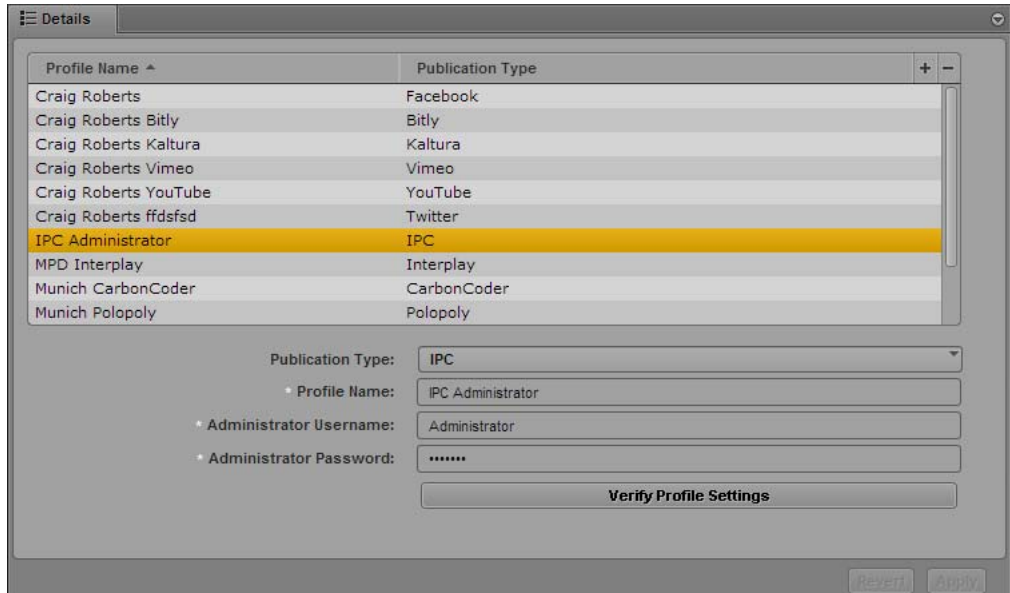 Details
Profile Name Publication Type + −
Craig Roberts Facebook
Craig Roberts Bitly Bitly
Craig Roberts Kaltura Kaltura
Craig Roberts Vimeo Vimeo
Craig Roberts YouTube YouTube
Craig Roberts ffdsfsd Twitter
IPC Administrator IPC
MPD Interplay Interplay
Munich CarbonCoder CarbonCoder
Munich Polopoly Polopoly
Publication Type: IPC
* Profile Name: IPC Administrator
* Administrator Username: Administrator
* Administrator Password: •••••••
Verify Profile Settings
Revert Apply